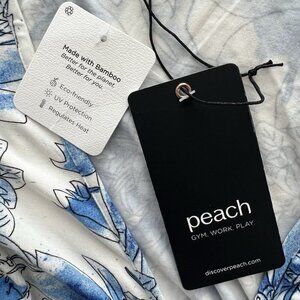 Made with Bamboo
Better for the planet.
Better for you.
Eco-friendly
UV Protection
Regulates Heat
peach
GYM. WORK. PLAY.
discoverpeach.com